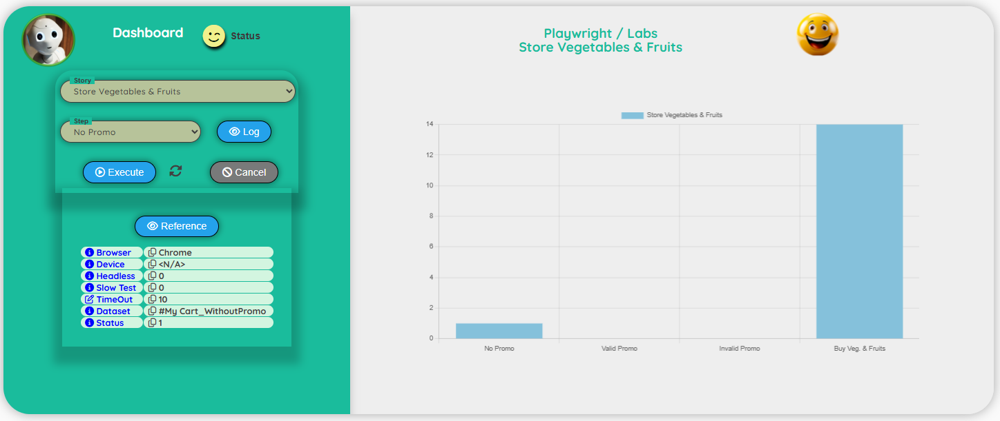 Dashboard
Status
Story
Store Vegetables & Fruits
Step
No Promo
Log
Execute
Cancel
Reference
Browser Chrome
Device <N/A>
Headless 0
Slow Test 0
TimeOut 10
Dataset #My Cart_WithoutPromo
Status 1
Playwright / Labs
Store Vegetables & Fruits
Store Vegetables & Fruits
14
12
10
8
6
4
2
0
No Promo Valid Promo Invalid Promo Buy Veg. & Fruits